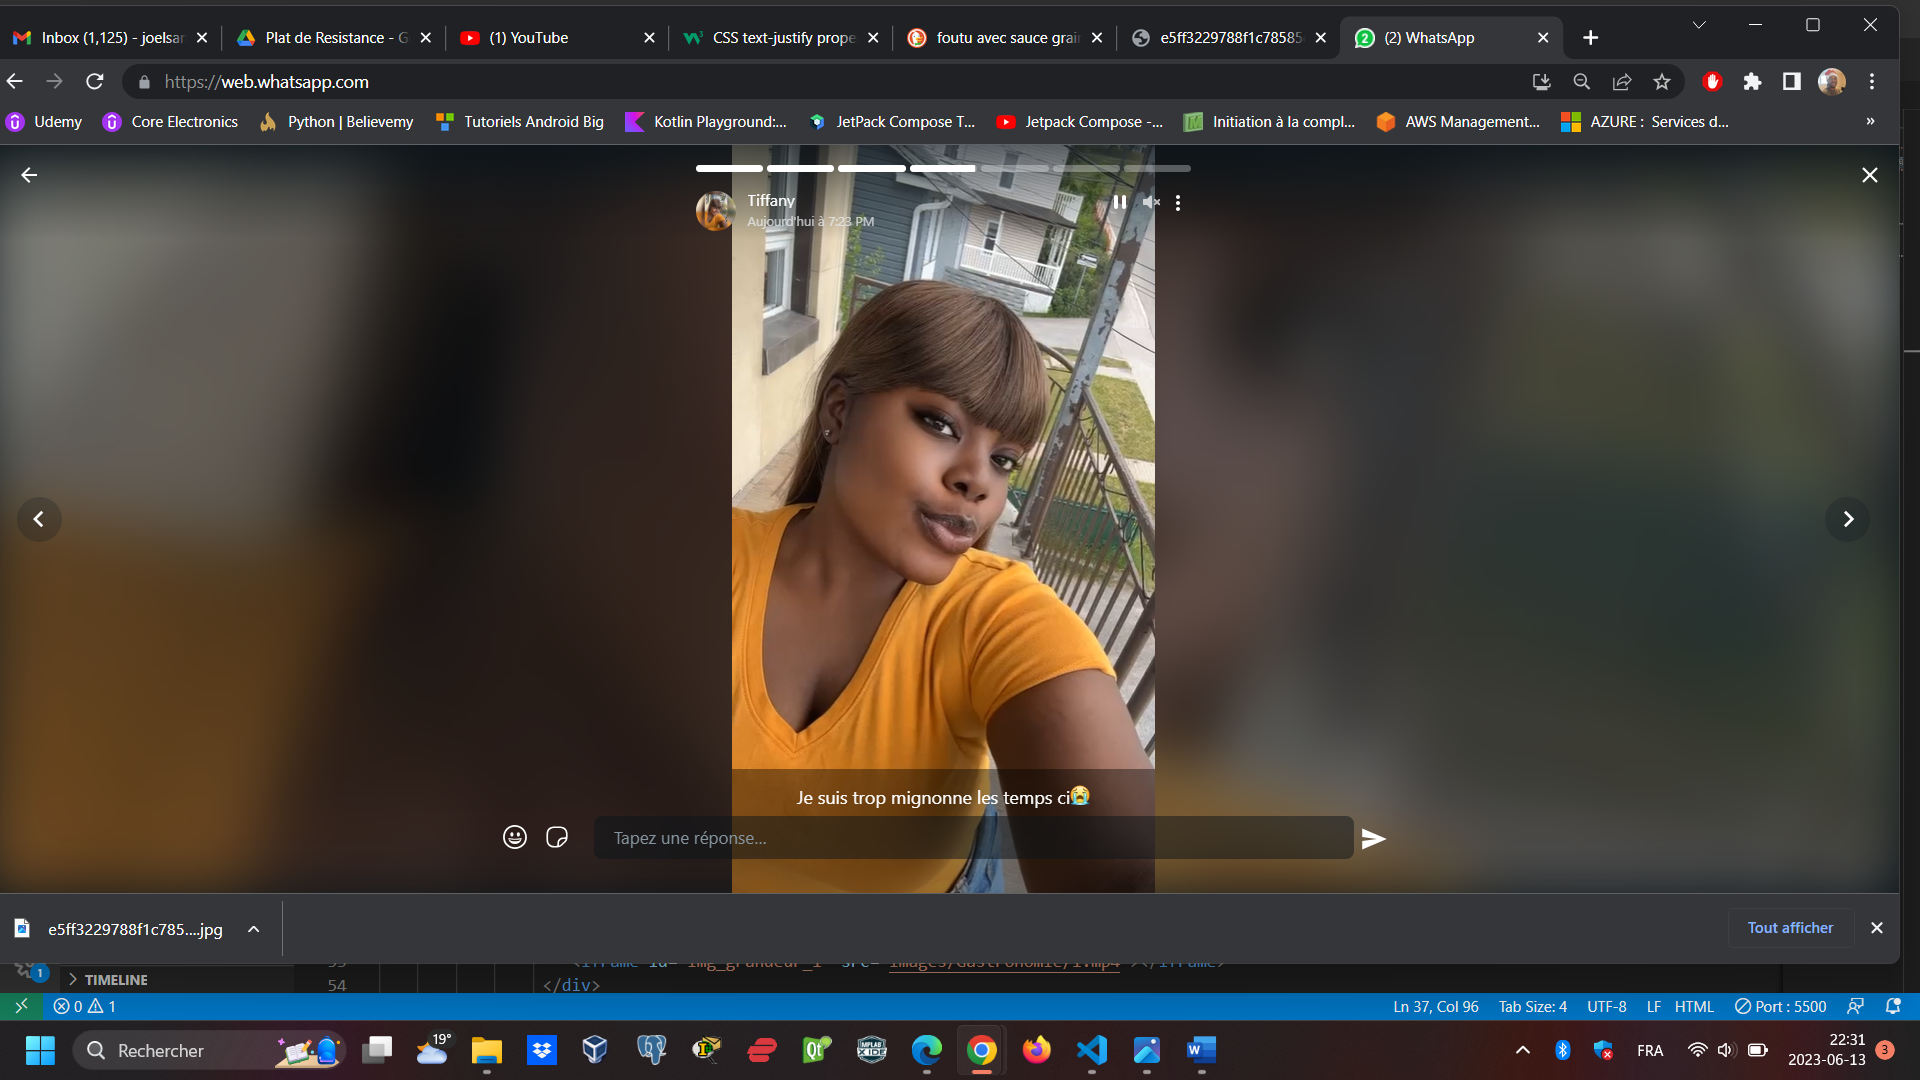 Inbox (1,125) - joelsar
Plat de Resistance - G
(1) YouTube
CSS text-justify prope
foutu avec sauce grain
e5ff3229788f1c78585
(2) WhatsApp
https://web.whatsapp.com
Udemy
Core Electronics
Python | Believemy
Tutoriels Android Big
Kotlin Playground:...
JetPack Compose T...
Jetpack Compose -...
Initiation à la compl...
AWS Management...
AZURE : Services d...
»
Tiffany
Aujourd'hui à 7:23 PM
Je suis trop mignonne les temps ci😭
Tapez une réponse...
e5ff3229788f1c785....jpg
Tout afficher
TIMELINE
54
</div>
1
0
1
Ln 37, Col 96
Tab Size: 4
UTF-8
LF
HTML
Port : 5500
Rechercher
19°
FRA
22:31
2023-06-13
3